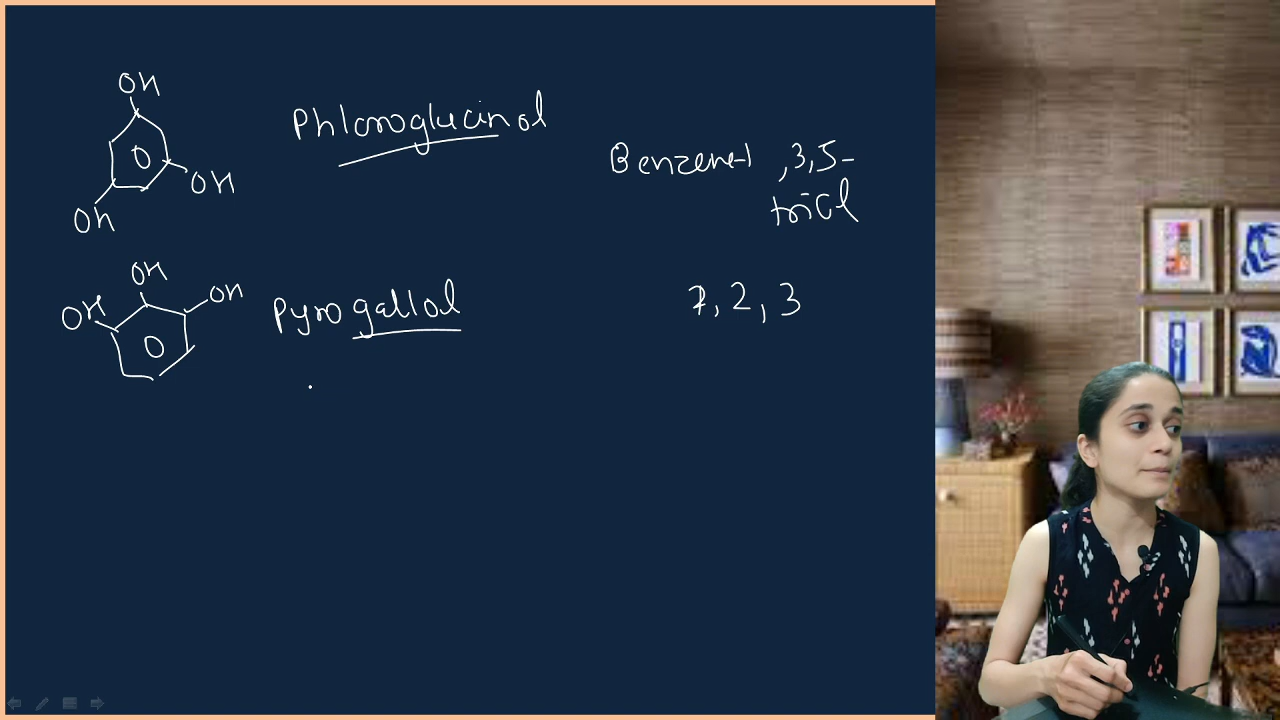 OH
Phloroglucinol
OH
OH
Benzene-1,3,5-
triol
OH
OH
OH
Pyrogallol
1,2,3